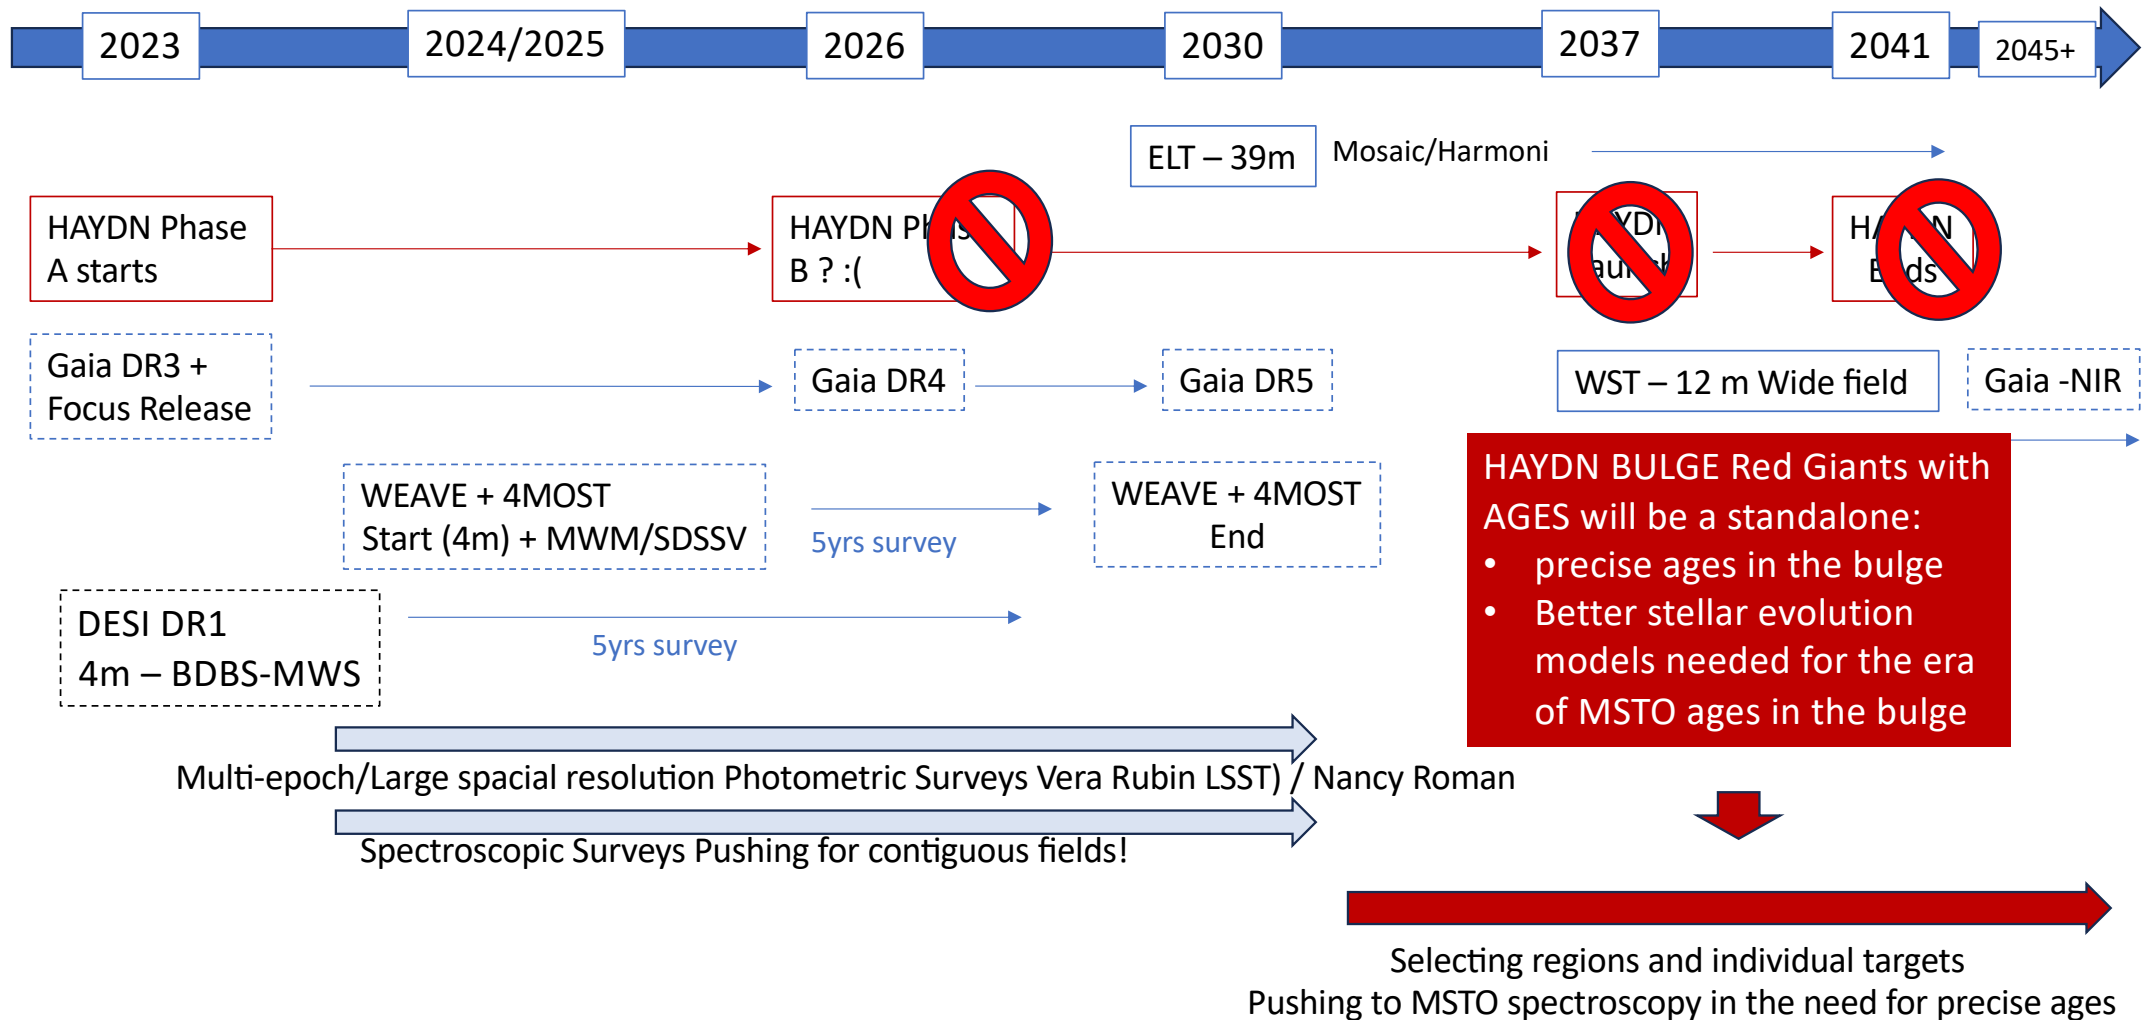 2023
2024/2025
2026
2030
2037
2041
2045+
ELT – 39m
Mosaic/Harmoni
HAYDN Phase
A starts
HAYDN
B ? :(
HAYDN
Ends
Gaia DR3 +
Focus Release
Gaia DR4
Gaia DR5
WST – 12 m Wide field
Gaia -NIR
WEAVE + 4MOST
Start (4m) + MWM/SDSSV
5yrs survey
WEAVE + 4MOST
End
HAYDN BULGE Red Giants with
AGES will be a standalone:
• precise ages in the bulge
• Better stellar evolution
models needed for the era
of MSTO ages in the bulge
DESI DR1
4m – BDBS-MWS
5yrs survey
Multi-epoch/Large spacial resolution Photometric Surveys Vera Rubin LSST) / Nancy Roman
Spectroscopic Surveys Pushing for contiguous fields!
Selecting regions and individual targets
Pushing to MSTO spectroscopy in the need for precise ages